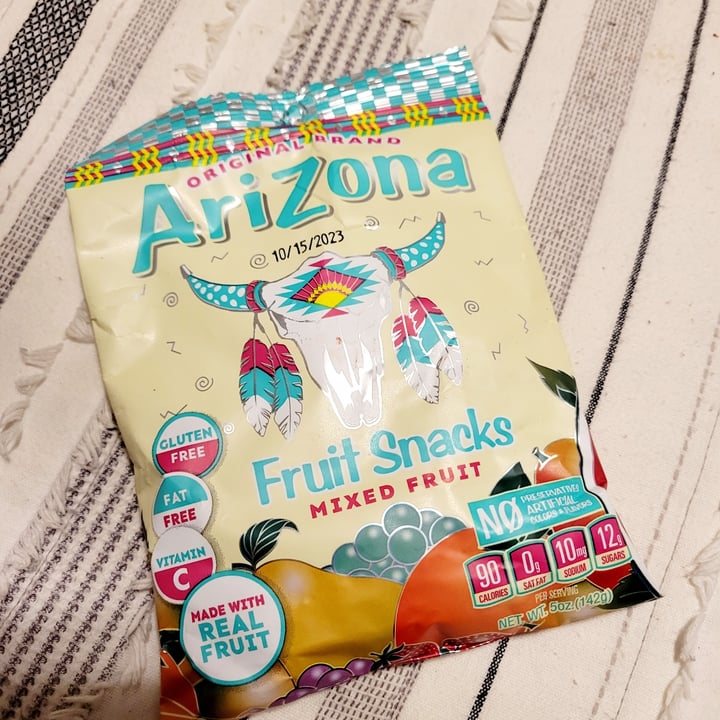 ORIGINAL BRAND
AriZona
10/15/2023
GLUTEN
FREE
FAT
FREE
VITAMIN
C
MADE WITH
REAL
FRUIT
Fruit Snacks
MIXED FRUIT
NO PRESERVATIVES
ARTIFICIAL
COLORS & FLAVORS
90
CALORIES
0g
SAT FAT
10mg
SODIUM
12g
SUGARS
PER SERVING
NET. WT. 5oz (142g)